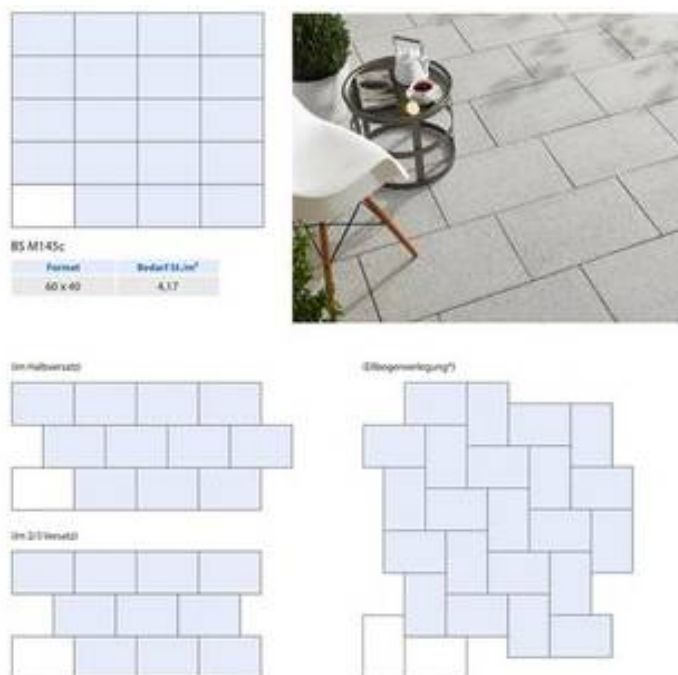 BS M145c
Format Bedarf St./m²
60 x 40 4,17
(im Halbversatz)
(Ellbogenverlegung*)
(im 2/3 Versatz)